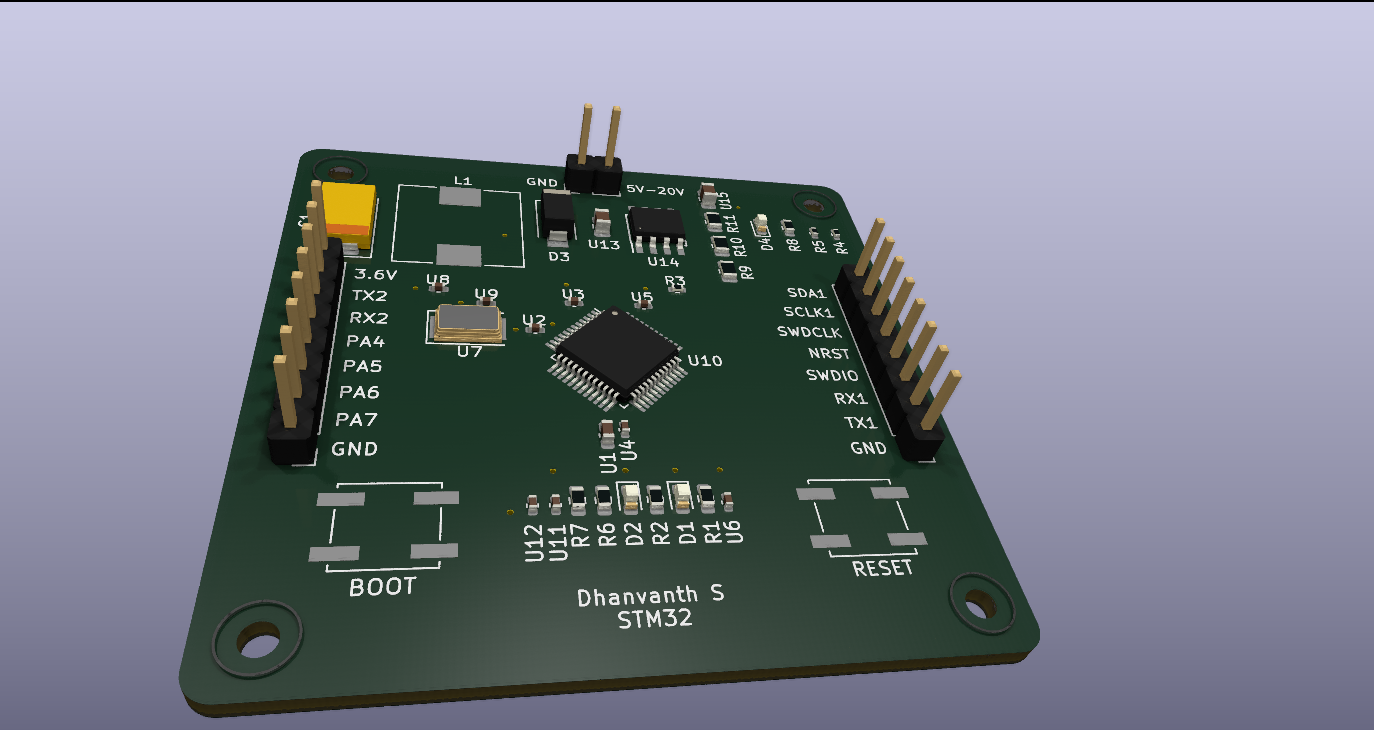 L1
GND
5V-20V
U15
C1
R11
D4
R8
R5
R4
U13
R10
D3
U14
R9
3.6V
U8
R3
TX2
U9
U3
U5
SDA1
RX2
U2
SCLK1
SWDCLK
PA4
U7
U10
NRST
PA5
SWDIO
PA6
RX1
PA7
TX1
GND
U1
U4
GND
U12
U11
R7
R6
D2
R2
D1
R1
U6
BOOT
RESET
Dhanvanth S
STM32